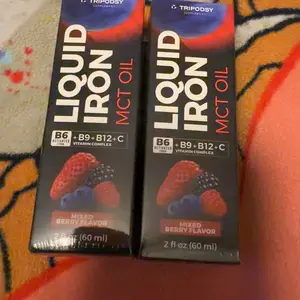 TRIPODSY
LIQUID
IRON
MCT OIL
B6
+B9+B12+C
VITAMIN COMPLEX
MIXED
BERRY FLAVOR
2 fl oz (60 ml)
TRIPODSY
LIQUID
IRON
MCT OIL
B6
+B9+B12+C
VITAMIN COMPLEX
MIXED
BERRY FLAVOR
2 fl oz (60 ml)